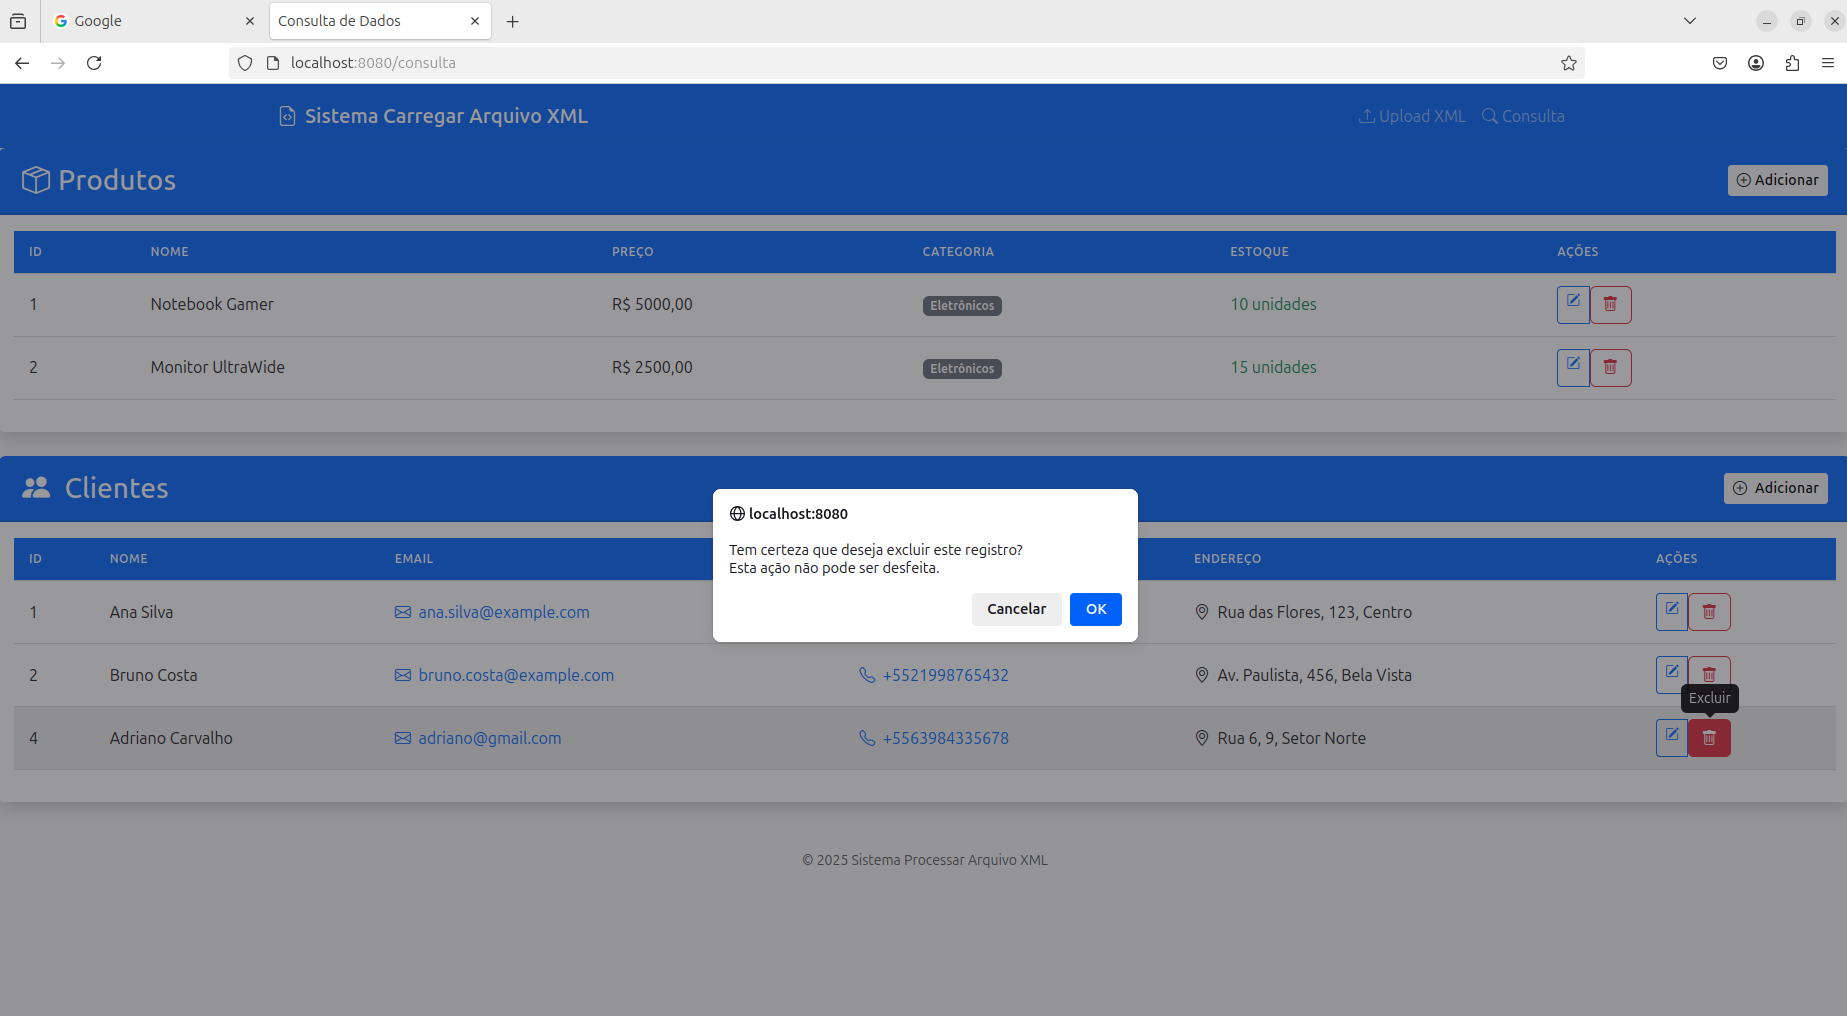 Google
Consulta de Dados
localhost:8080/consulta
Sistema Carregar Arquivo XML
Upload XML
Consulta
Produtos
Adicionar
ID NOME PREÇO CATEGORIA ESTOQUE AÇÕES
1 Notebook Gamer R$ 5000,00 Eletrônicos 10 unidades
2 Monitor UltraWide R$ 2500,00 Eletrônicos 15 unidades
Clientes
Adicionar
localhost:8080
Tem certeza que deseja excluir este registro?
Esta ação não pode ser desfeita.
Cancelar OK
ID NOME EMAIL ENDEREÇO AÇÕES
1 Ana Silva ana.silva@example.com Rua das Flores, 123, Centro
2 Bruno Costa bruno.costa@example.com +5521998765432 Av. Paulista, 456, Bela Vista
Excluir
4 Adriano Carvalho adriano@gmail.com +5563984335678 Rua 6, 9, Setor Norte
© 2025 Sistema Processar Arquivo XML